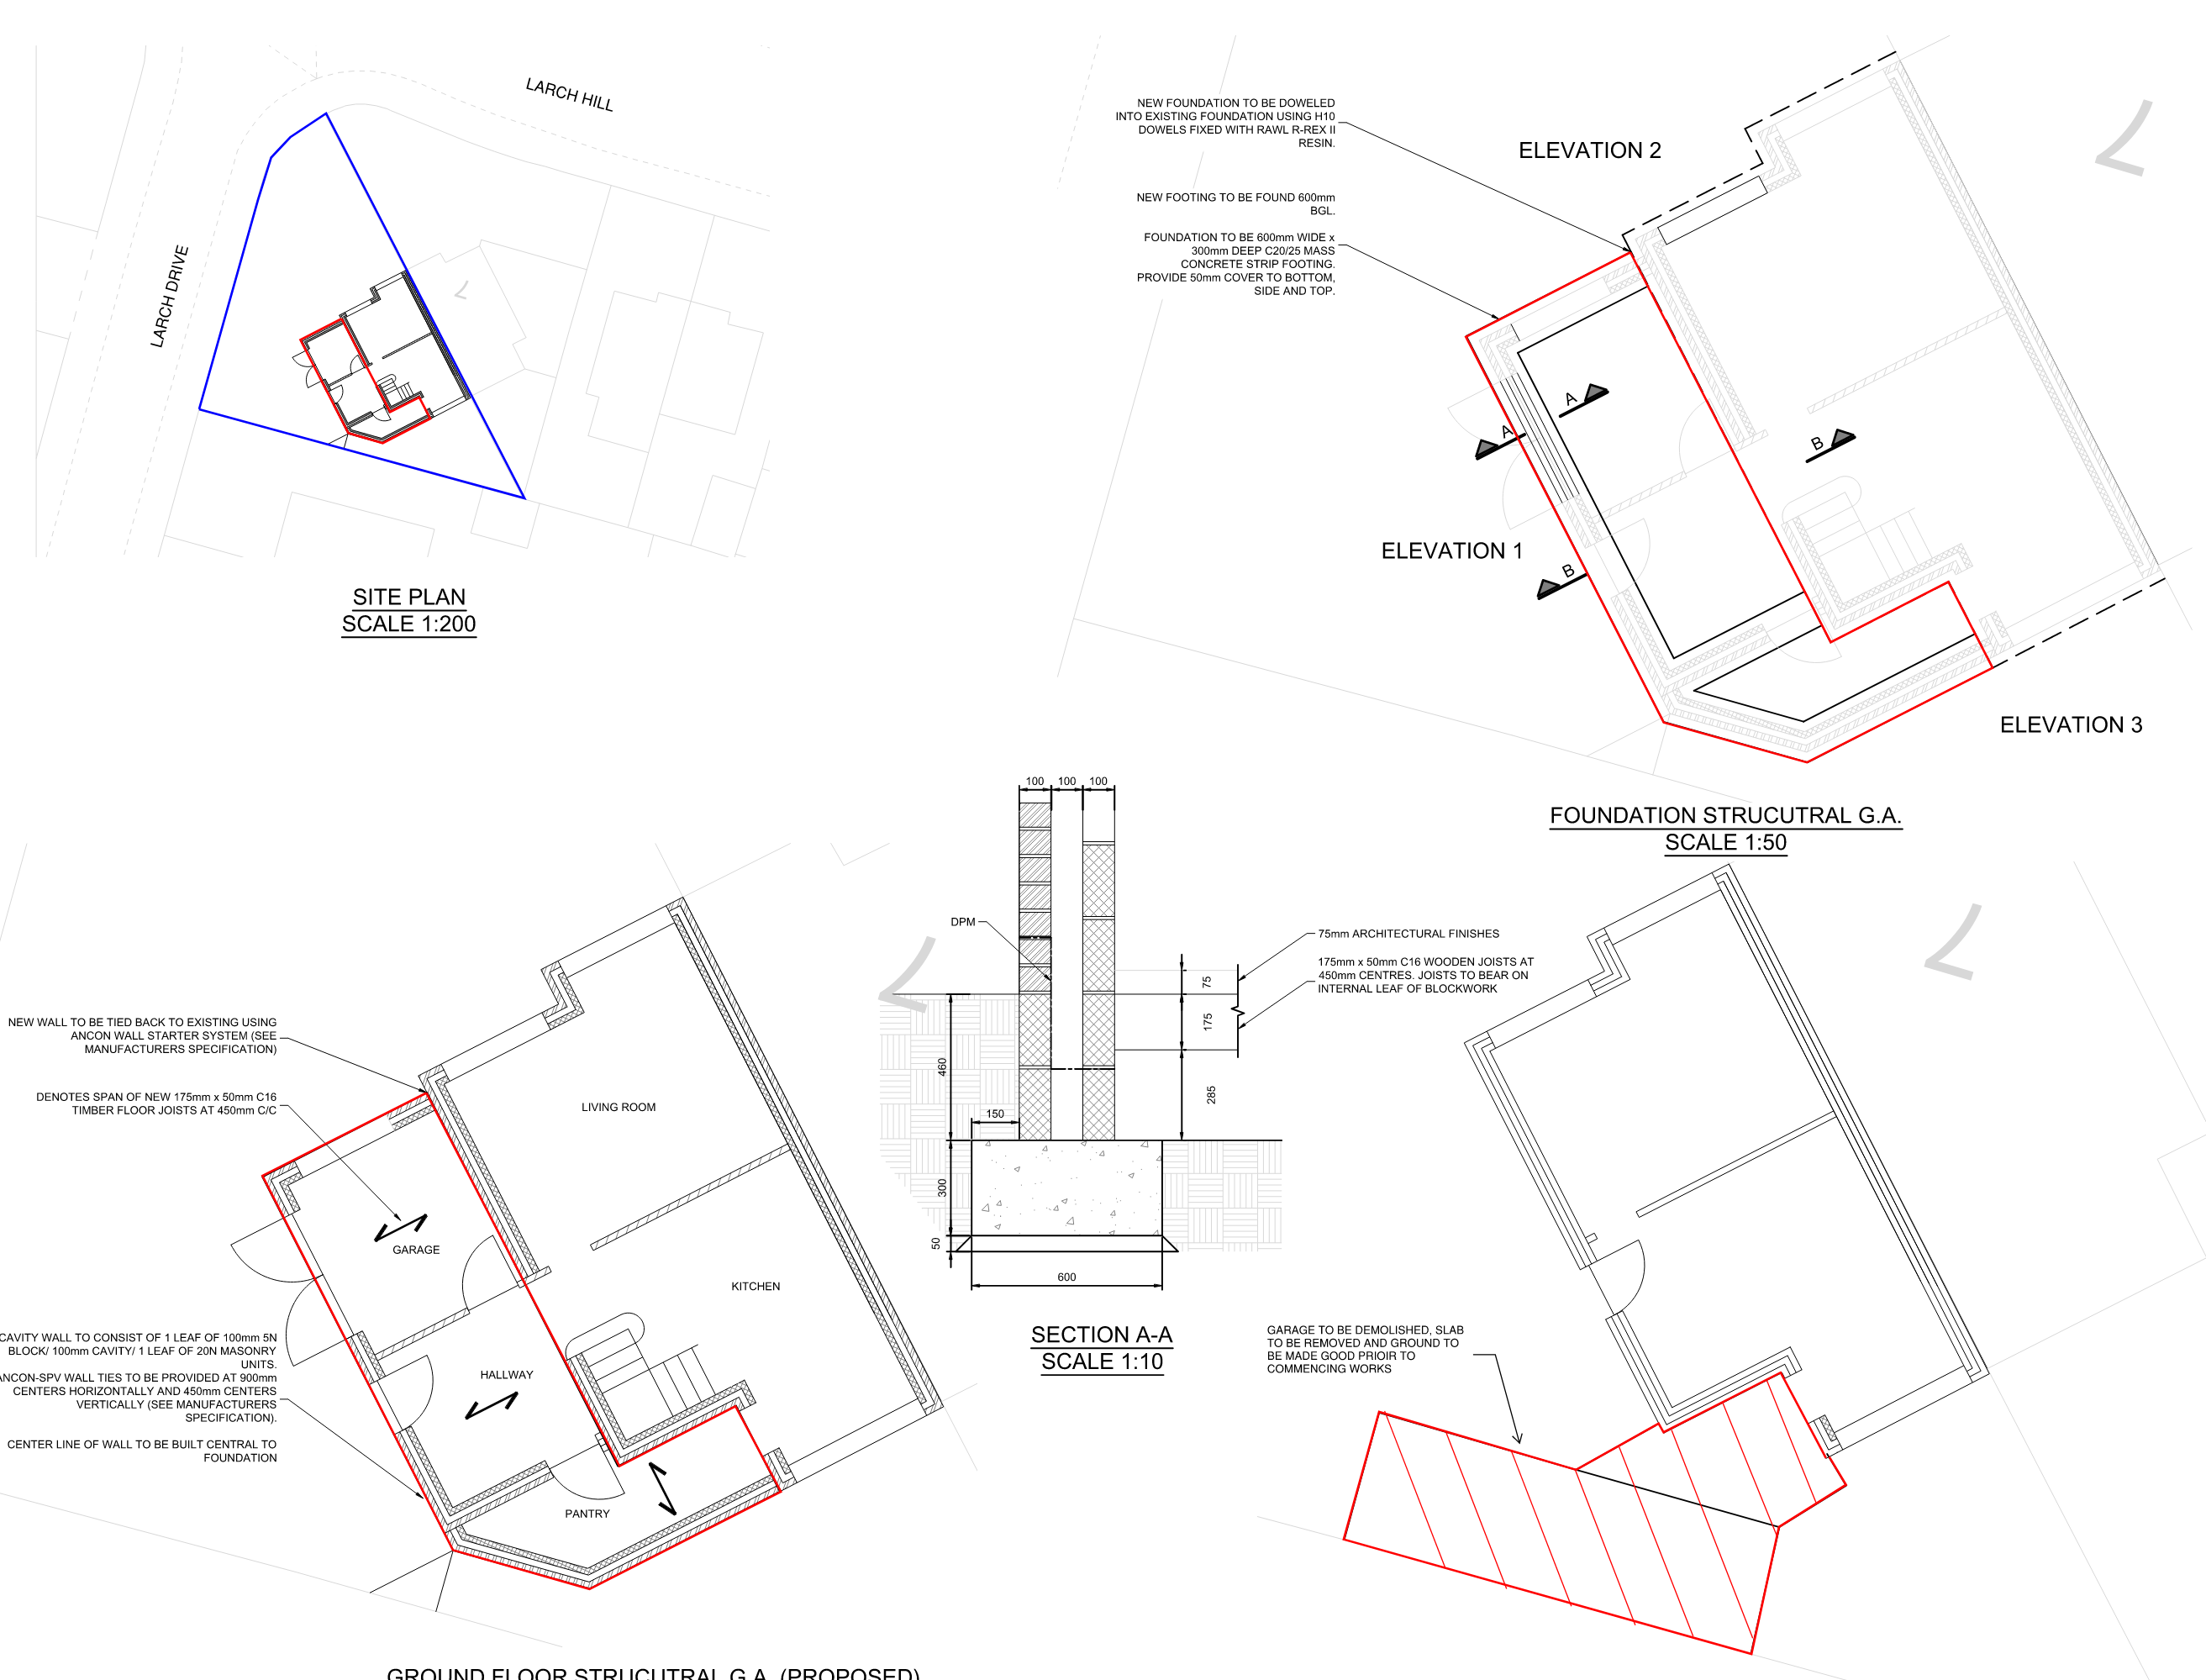 LARCH HILL
LARCH DRIVE
SITE PLAN
SCALE 1:200
NEW FOUNDATION TO BE DOWELED
INTO EXISTING FOUNDATION USING H10
DOWELS FIXED WITH RAWL R-REX II
RESIN.
NEW FOOTING TO BE FOUND 600mm
BGL.
FOUNDATION TO BE 600mm WIDE x
300mm DEEP C20/25 MASS
CONCRETE STRIP FOOTING.
PROVIDE 50mm COVER TO BOTTOM,
SIDE AND TOP.
ELEVATION 2
A
A
B
B
ELEVATION 1
ELEVATION 3
FOUNDATION STRUCUTRAL G.A.
SCALE 1:50
NEW WALL TO BE TIED BACK TO EXISTING USING
ANCON WALL STARTER SYSTEM (SEE
MANUFACTURERS SPECIFICATION)
DENOTES SPAN OF NEW 175mm x 50mm C16
TIMBER FLOOR JOISTS AT 450mm C/C
CAVITY WALL TO CONSIST OF 1 LEAF OF 100mm 5N
BLOCK/ 100mm CAVITY/ 1 LEAF OF 20N MASONRY
UNITS.
ANCON-SPV WALL TIES TO BE PROVIDED AT 900mm
CENTERS HORIZONTALLY AND 450mm CENTERS
VERTICALLY (SEE MANUFACTURERS
SPECIFICATION).
CENTER LINE OF WALL TO BE BUILT CENTRAL TO
FOUNDATION
LIVING ROOM
GARAGE
KITCHEN
HALLWAY
PANTRY
GROUND FLOOR STRUCUTRAL G.A. (PROPOSED)
100 100 100
DPM
75mm ARCHITECTURAL FINISHES
175mm x 50mm C16 WOODEN JOISTS AT
450mm CENTRES. JOISTS TO BEAR ON
INTERNAL LEAF OF BLOCKWORK
75
175
285
460
150
300
50
600
SECTION A-A
SCALE 1:10
GARAGE TO BE DEMOLISHED, SLAB
TO BE REMOVED AND GROUND TO
BE MADE GOOD PRIOIR TO
COMMENCING WORKS